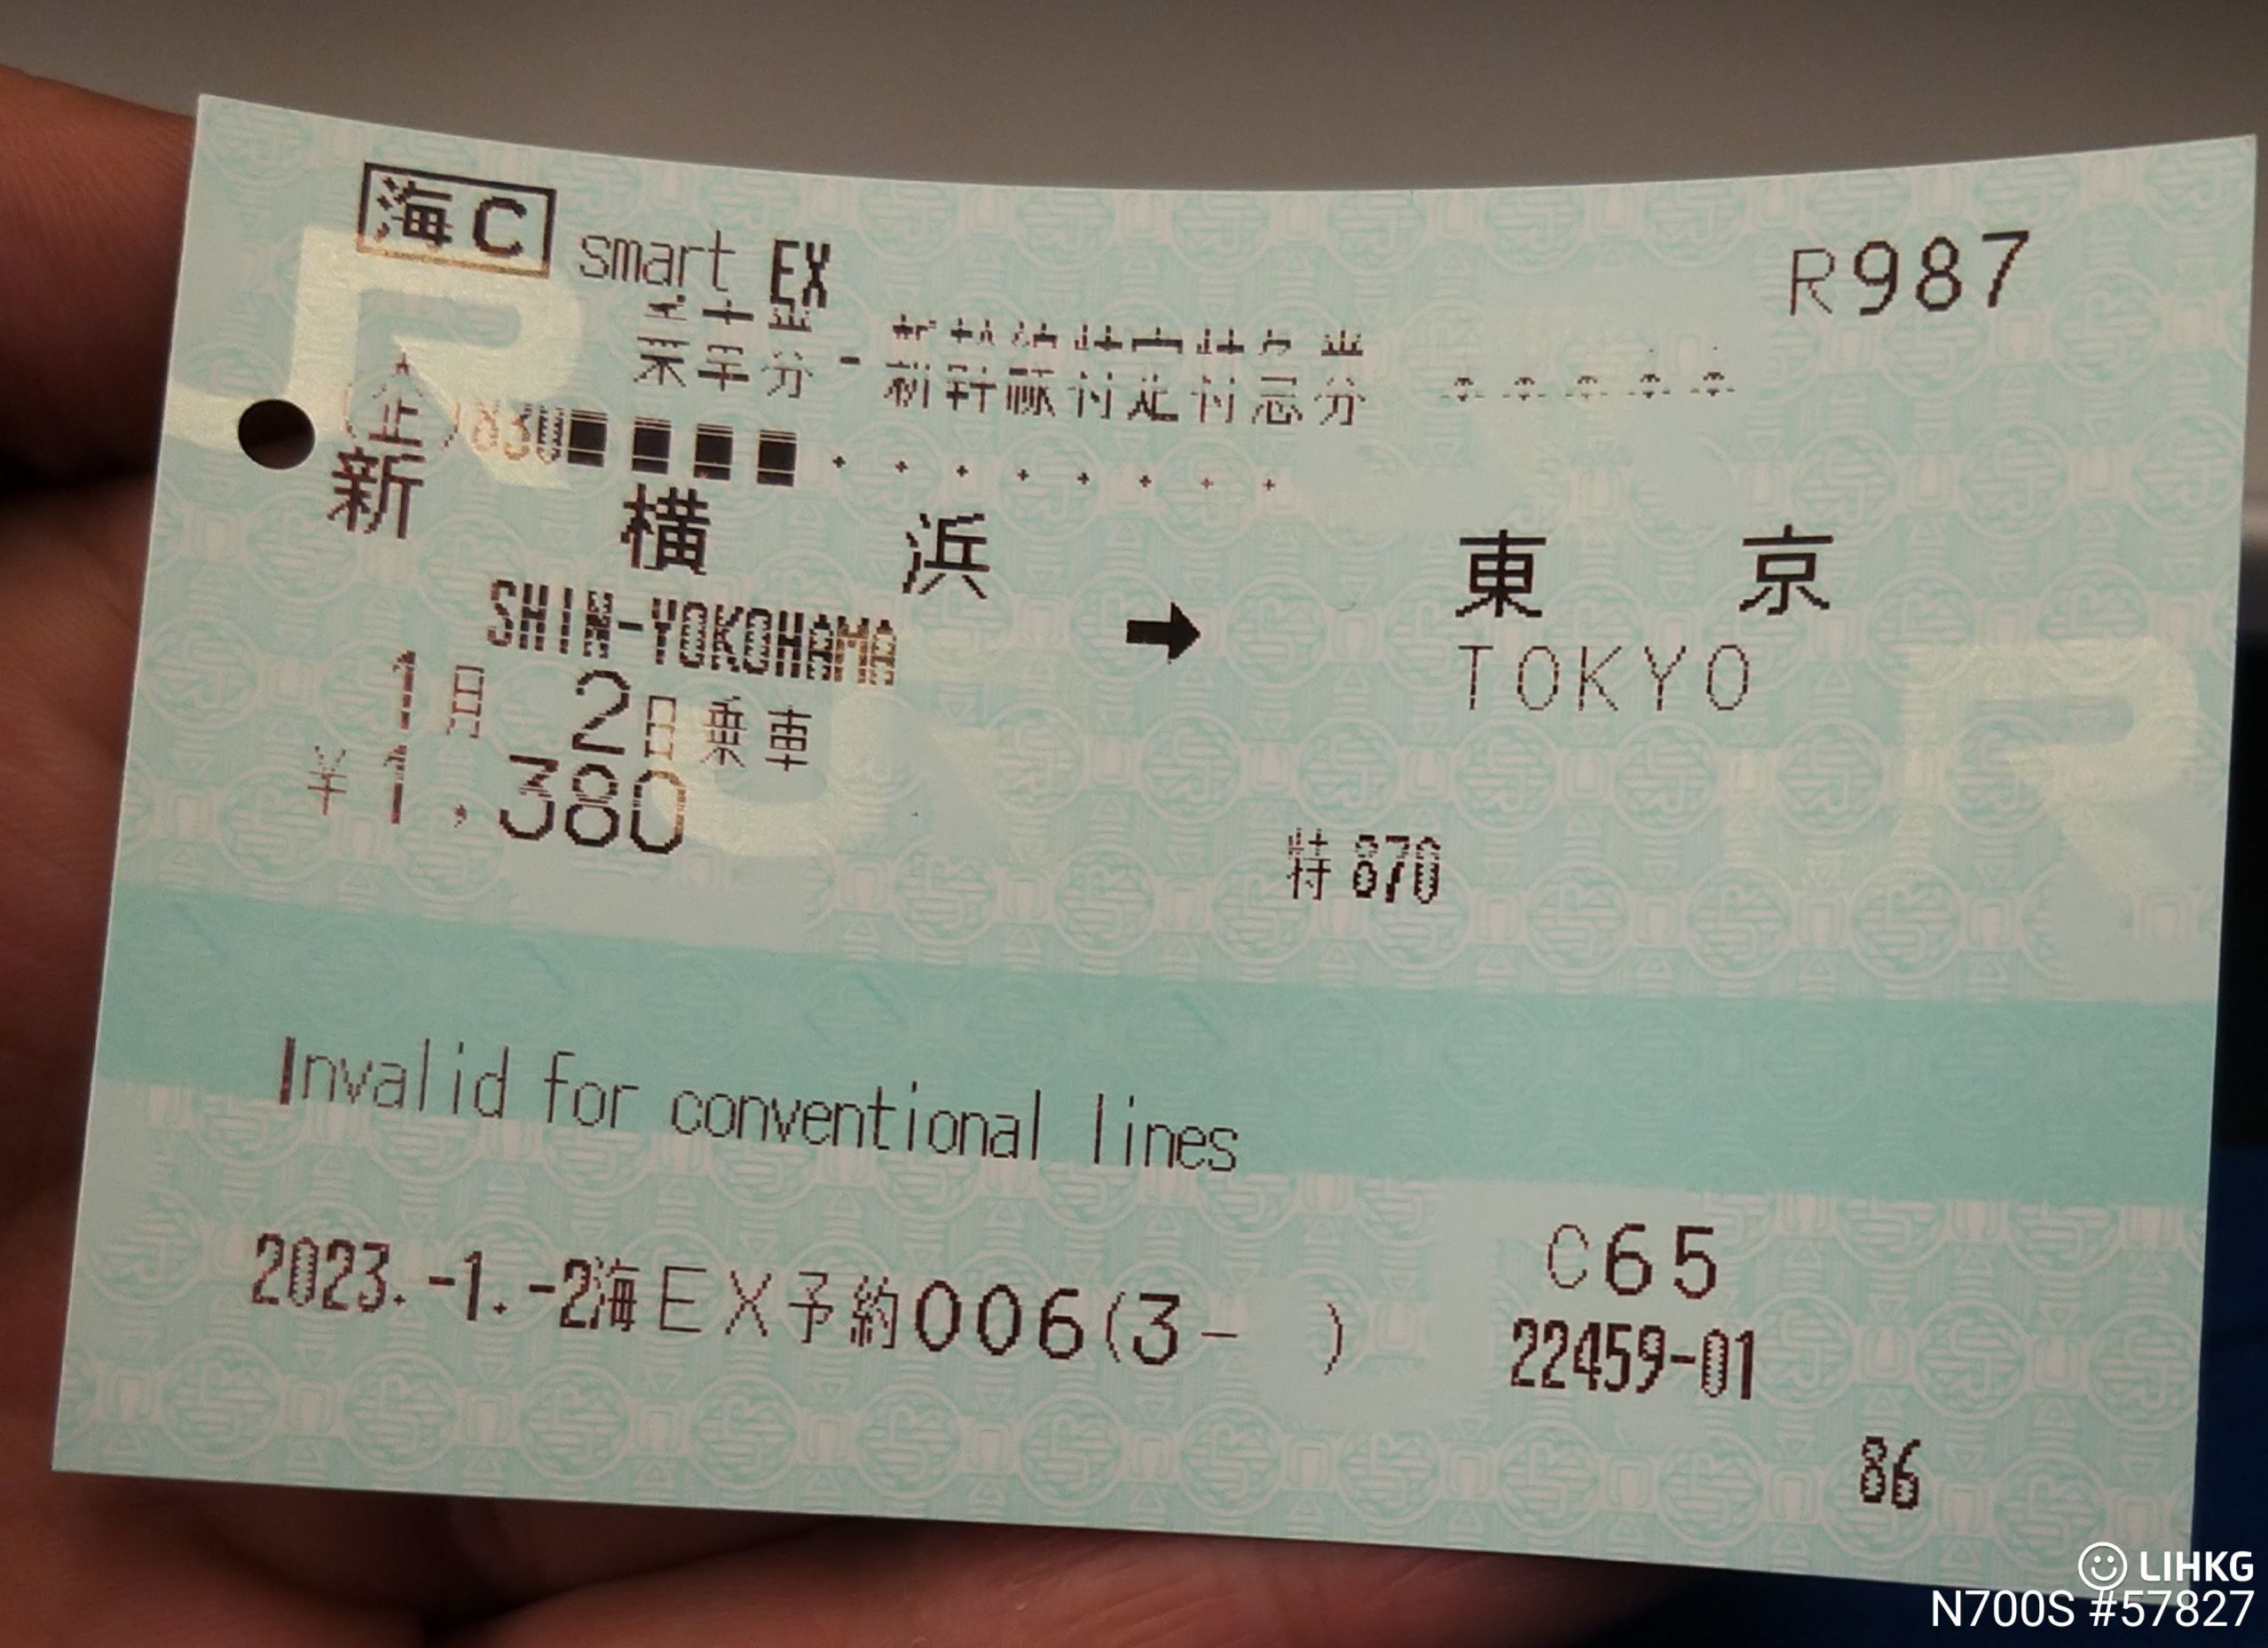 海C smart EX R987
乗車券・新幹線特定特急券
(企)830■■■■・・・・・・・・
新横浜 ➡ 東京
SHIN-YOKOHAMA TOKYO
1月 2日乗車
¥1,380 特870
Invalid for conventional lines
C65
2023.-1.-2海EX予約006(3- ) 22459-01
86
LIHKG
N700S #57827